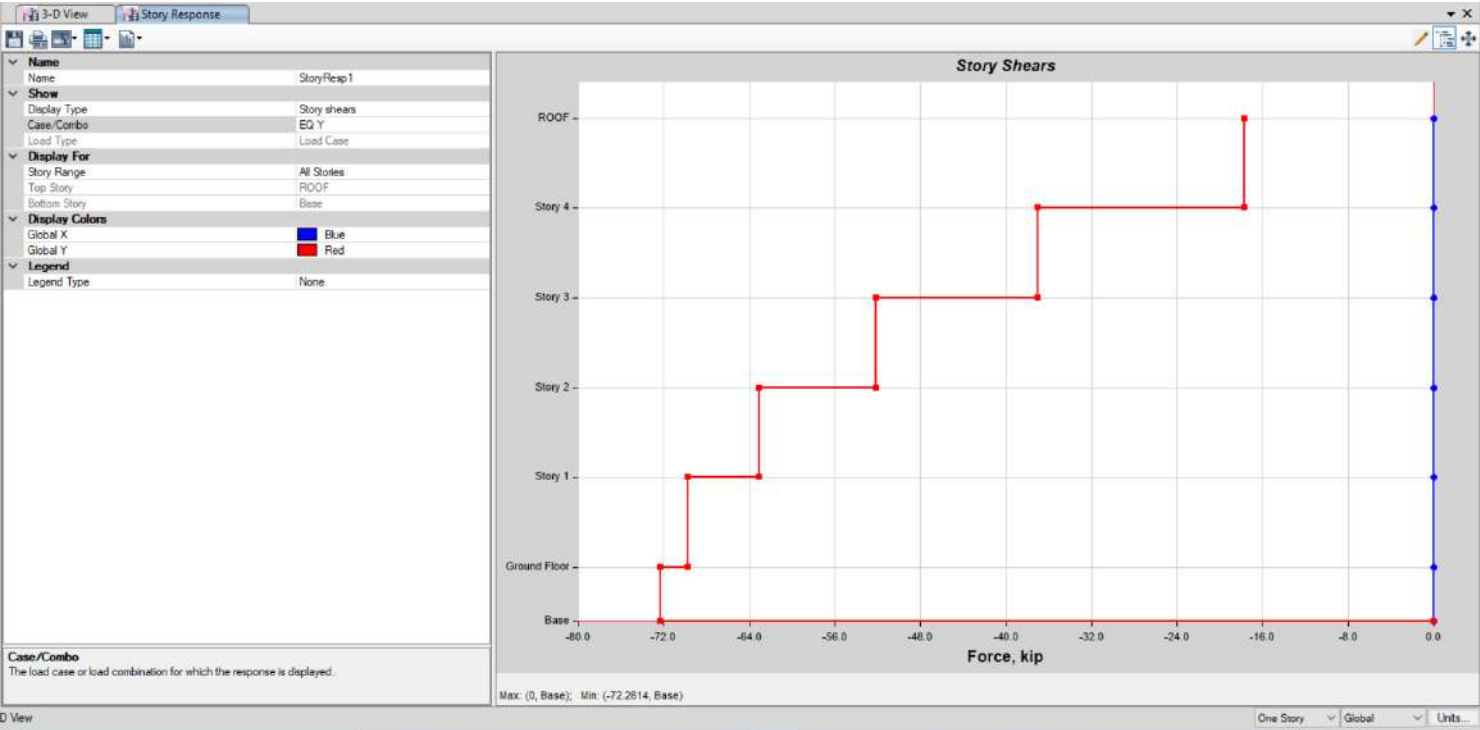 3-D View Story Response
Name
Name StoryResp1
Show
Display Type Story shears
Case/Combo EQ Y
Load Type Load Case
Display For
Story Range All Stories
Top Story ROOF
Bottom Story Base
Display Colors
Global X Blue
Global Y Red
Legend
Legend Type None
Case/Combo
The load case or load combination for which the response is displayed.
Story Shears
ROOF
Story 4
Story 3
Story 2
Story 1
Ground Floor
Base
-80.0 -72.0 -64.0 -56.0 -48.0 -40.0 -32.0 -24.0 -16.0 -8.0 0.0
Force, kip
Max: (0, Base); Min: (-72.2614, Base)
D View One Story Global Units...